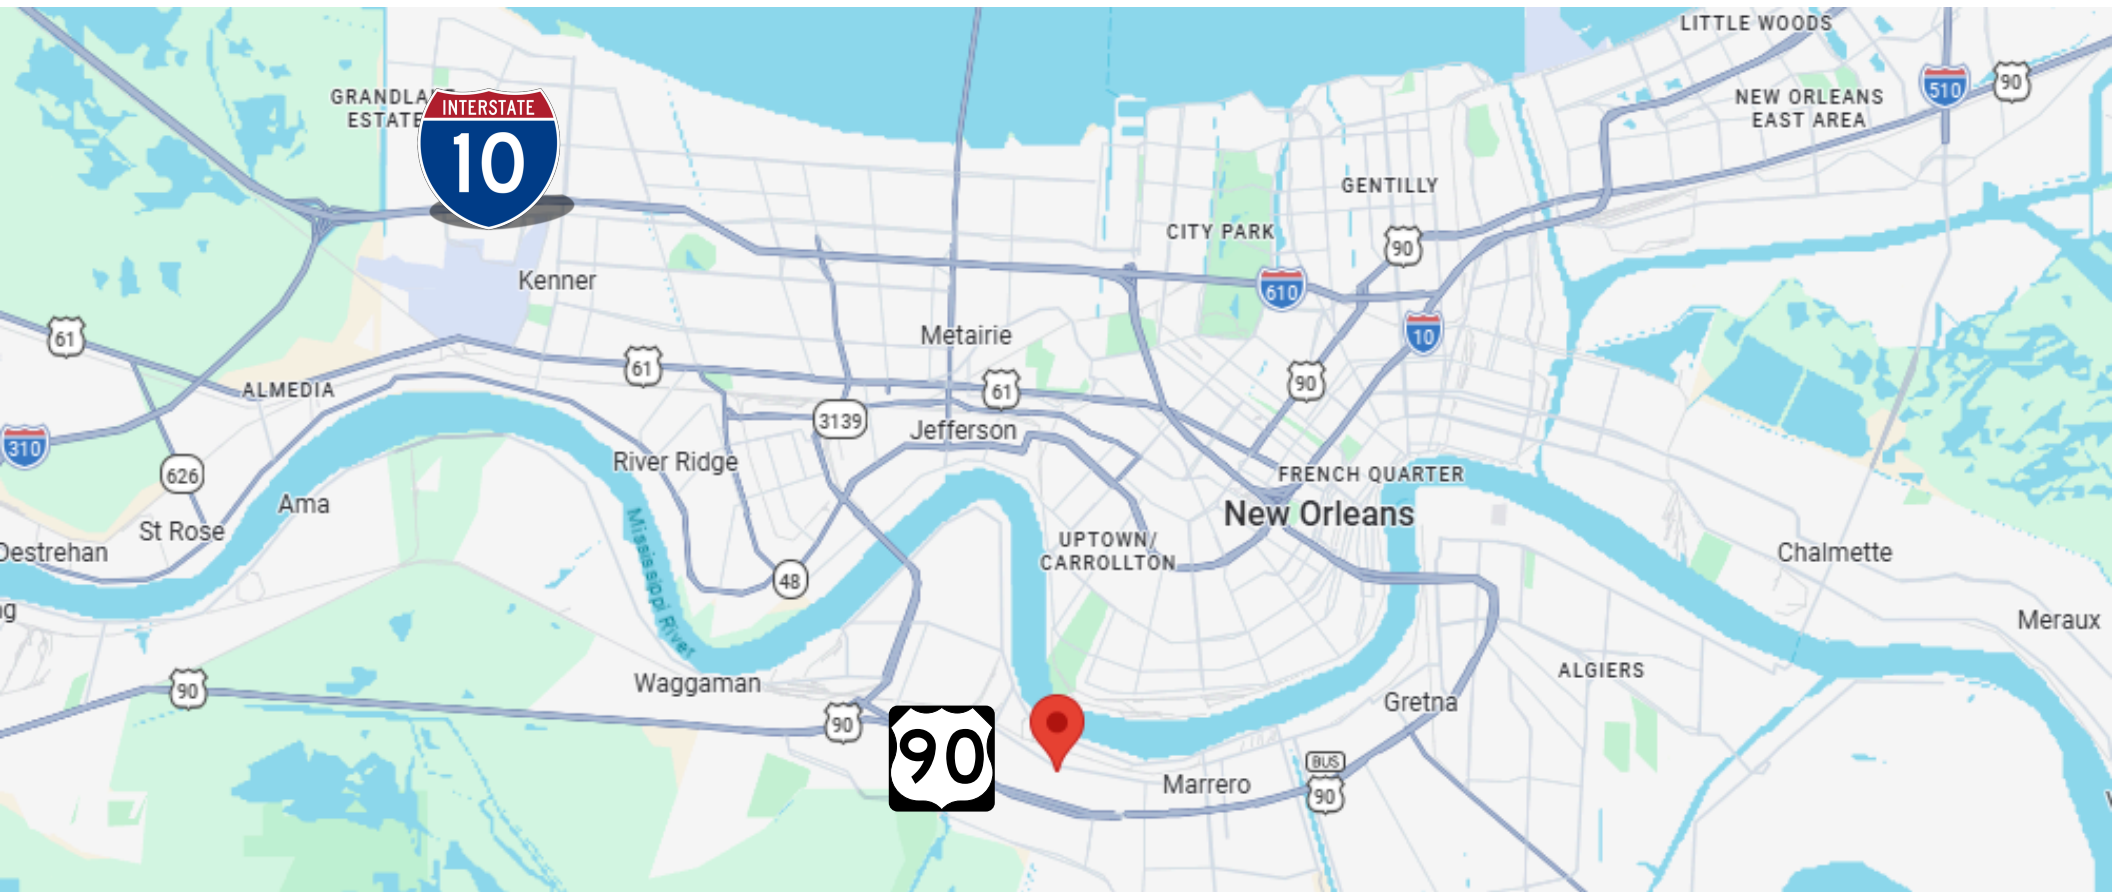 LITTLE WOODS
510
90
NEW ORLEANS
EAST AREA
GRANDLA
ESTATE
INTERSTATE
10
GENTILLY
CITY PARK
90
Kenner
610
61
Metairie
10
61
90
61
ALMEDIA
3139
Jefferson
310
River Ridge
626
FRENCH QUARTER
Ama
New Orleans
St Rose
Mississippi River
UPTOWN/
CARROLLTON
Destrehan
Chalmette
48
Meraux
ALGIERS
Waggaman
90
Gretna
90
90
BUS
90
Marrero